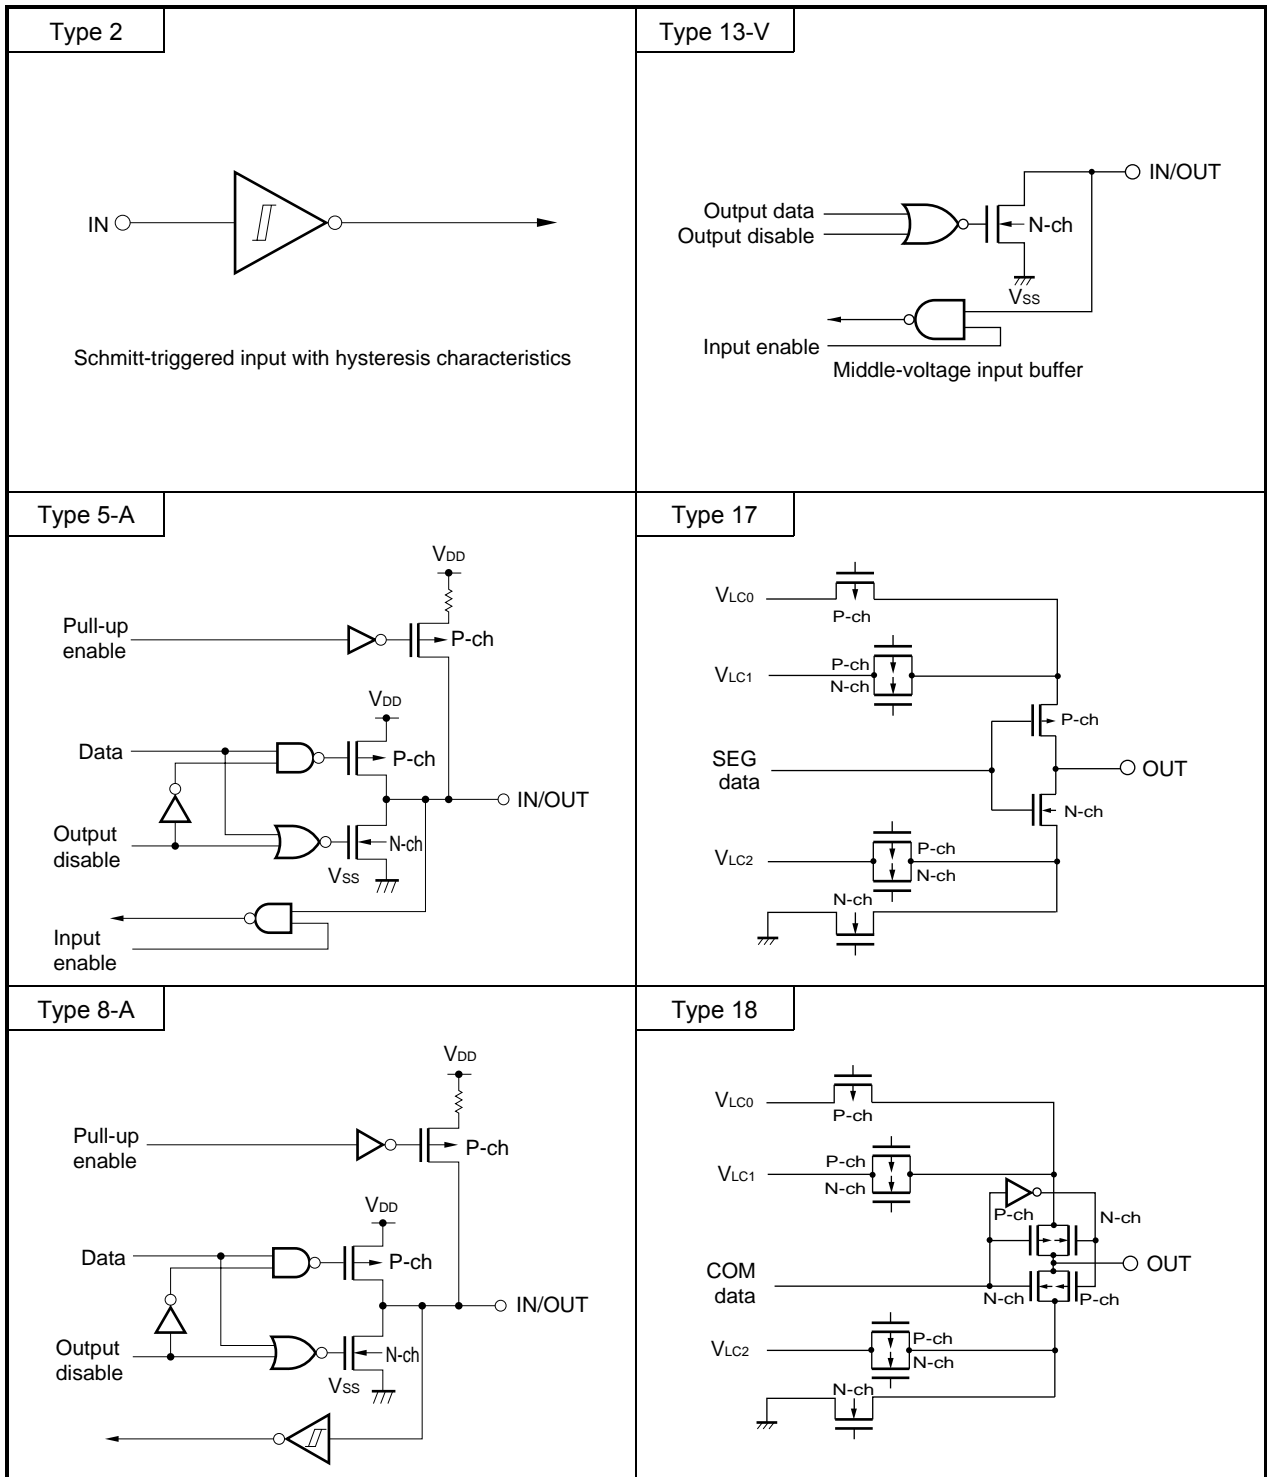 Type 2
IN
Schmitt-triggered input with hysteresis characteristics
Type 13-V
IN/OUT
Output data
Output disable
N-ch
VSS
Input enable
Middle-voltage input buffer
Type 5-A
VDD
Pull-up
enable
P-ch
VDD
Data
P-ch
IN/OUT
Output
disable
N-ch
VSS
Input
enable
Type 17
VLC0
P-ch
VLC1
P-ch
N-ch
P-ch
SEG
data
OUT
N-ch
VLC2
P-ch
N-ch
N-ch
Type 8-A
VDD
Pull-up
enable
P-ch
VDD
Data
P-ch
IN/OUT
Output
disable
N-ch
VSS
Type 18
VLC0
P-ch
VLC1
P-ch
N-ch
P-ch
N-ch
COM
data
OUT
N-ch
P-ch
VLC2
P-ch
N-ch
N-ch